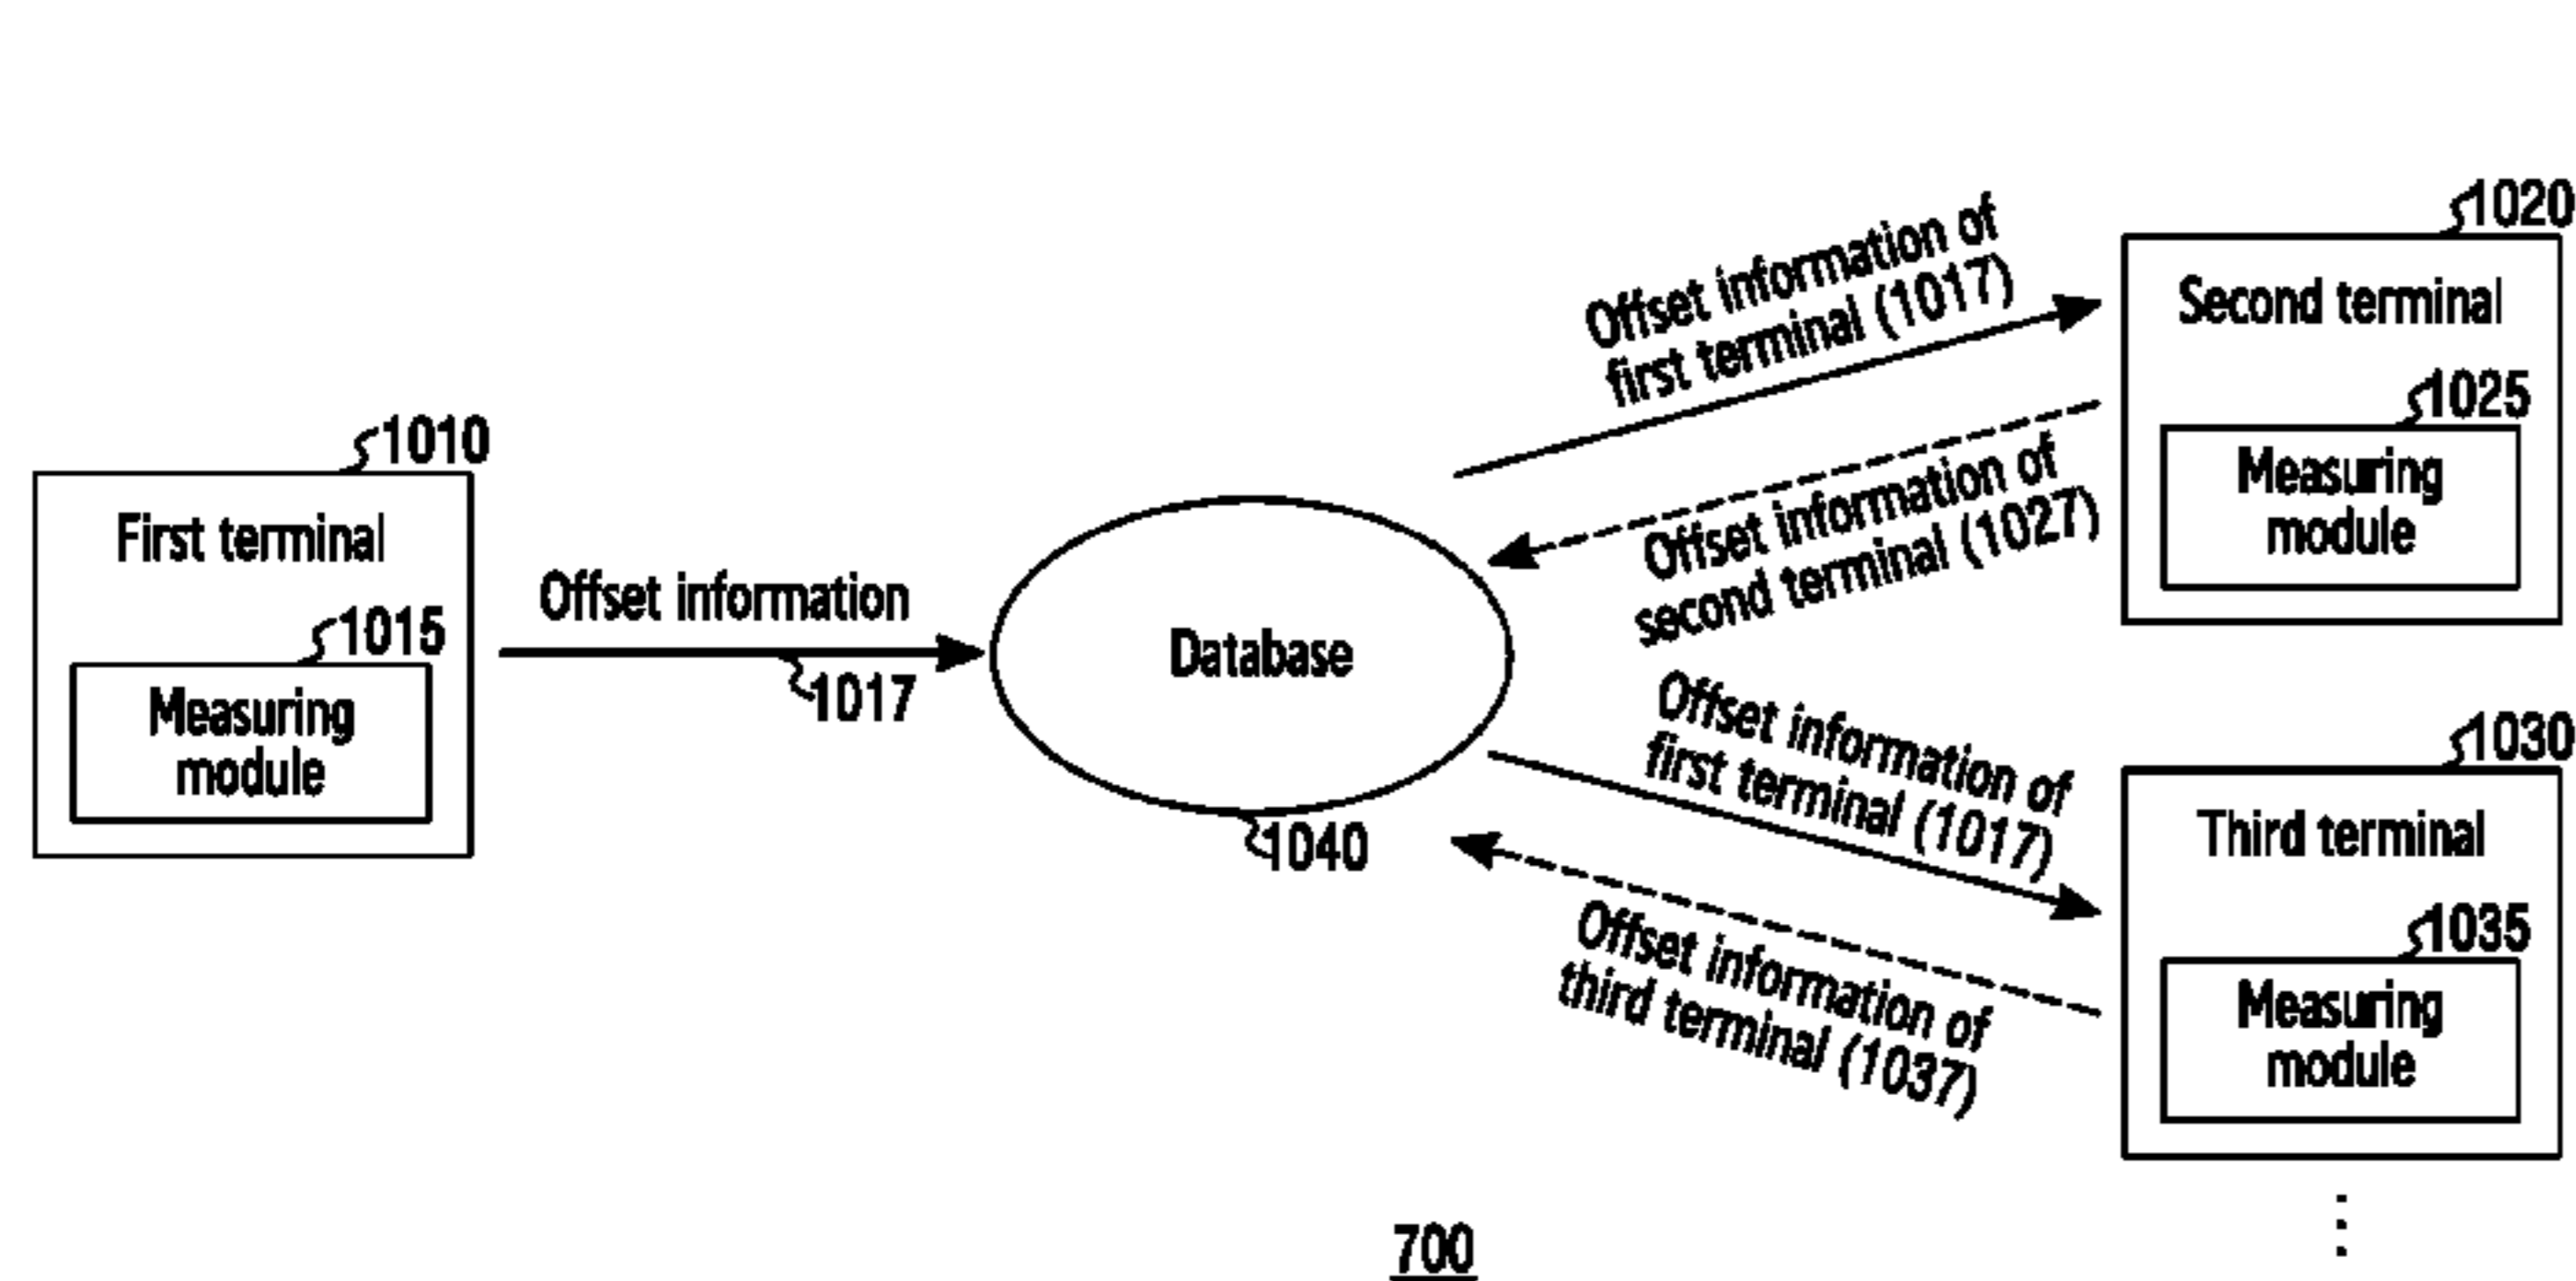 1010
First terminal
1015
Measuring
module
Offset information
1017
Database
1040
Offset information of
first terminal (1017)
Offset information of
second terminal (1027)
Offset information of
first terminal (1017)
Offset information of
third terminal (1037)
1020
Second terminal
1025
Measuring
module
1030
Third terminal
1035
Measuring
module
700